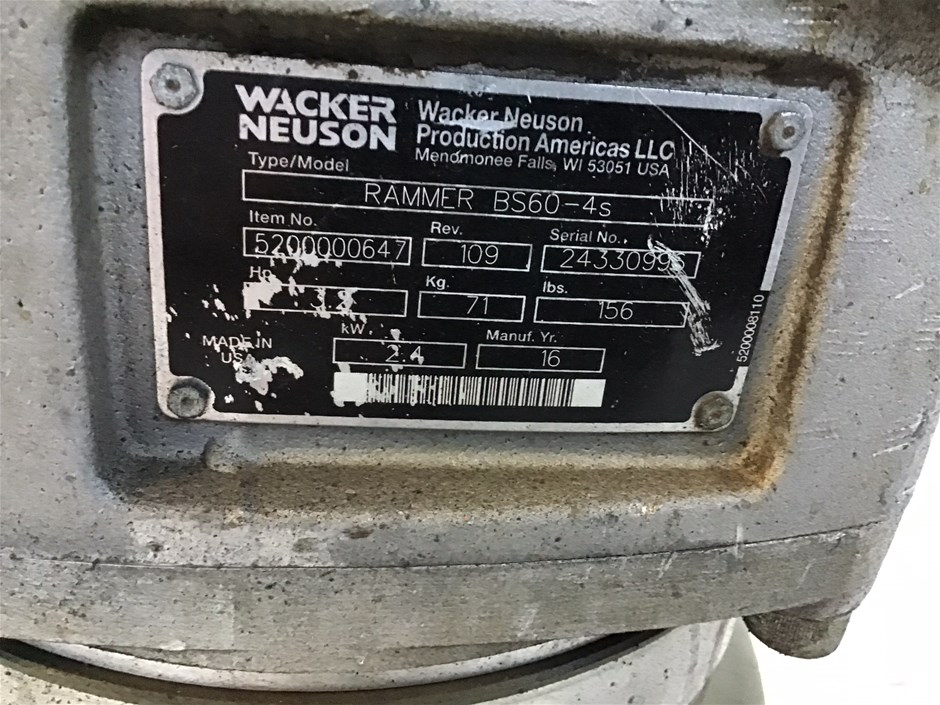 WACKER
NEUSON
Wacker Neuson
Production Americas LLC
Menomonee Falls, WI 53051 USA
Type/Model
RAMMER BS60-4s
Item No.
5200000647
Rev.
109
Serial No.
24330995
Hp.
Kg.
71
lbs.
156
kW
2.4
Manuf. Yr.
16
MADE IN
USA
5200008110